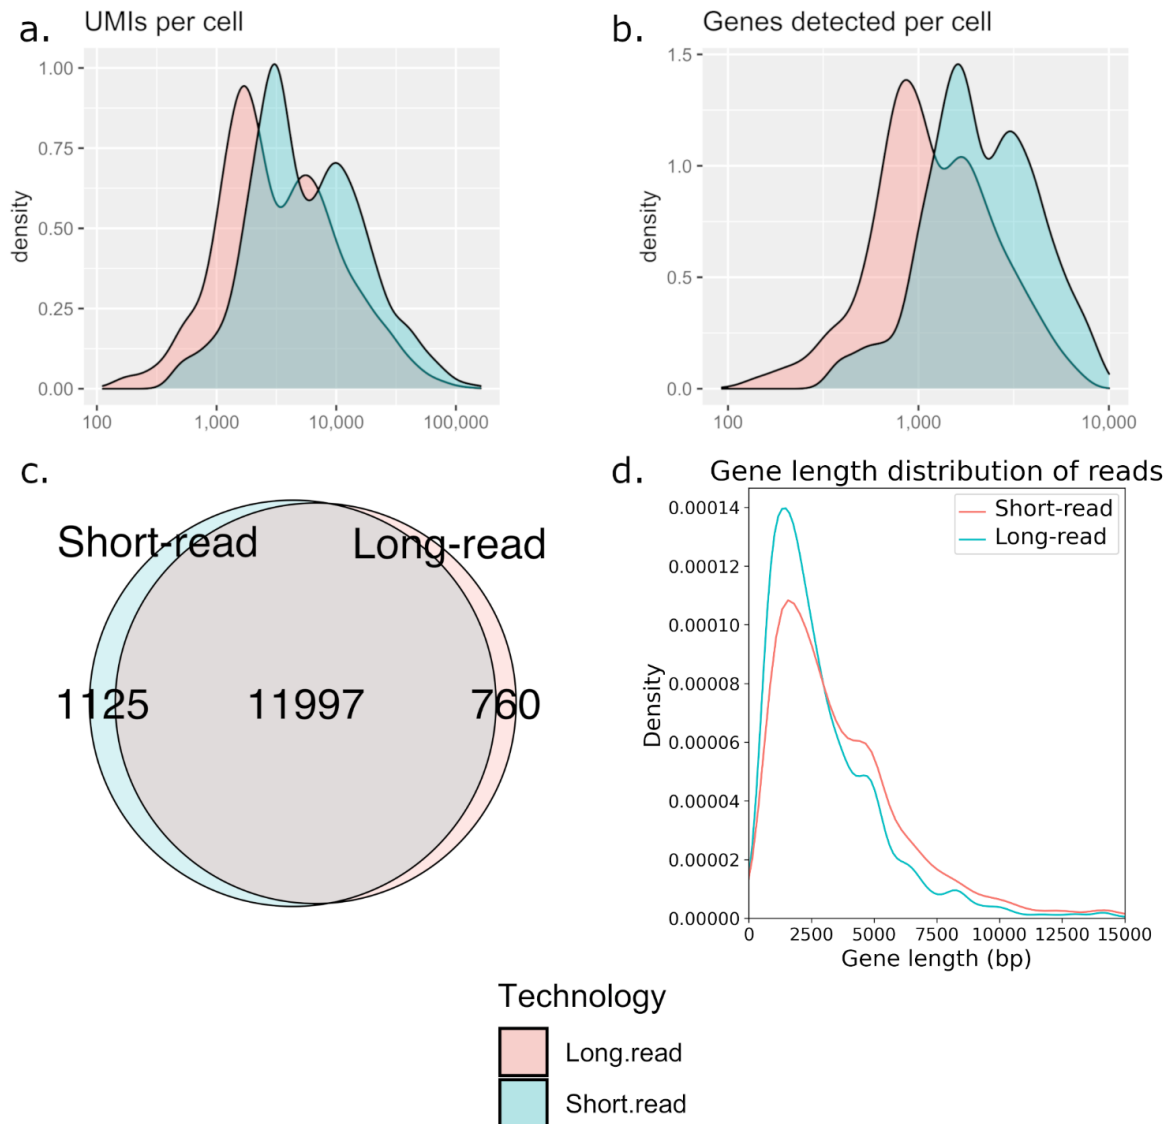 a.
UMIs per cell
1.00
0.75
0.50
0.25
0.00
density
100
1,000
10,000
100,000
b.
Genes detected per cell
1.5
1.0
0.5
0.0
density
100
1,000
10,000
c.
Short-read
Long-read
1125
11997
760
d.
Gene length distribution of reads
Short-read
Long-read
0.00014
0.00012
0.00010
0.00008
0.00006
0.00004
0.00002
0.00000
Density
0
2500
5000
7500
10000
12500
15000
Gene length (bp)
Technology
Long.read
Short.read